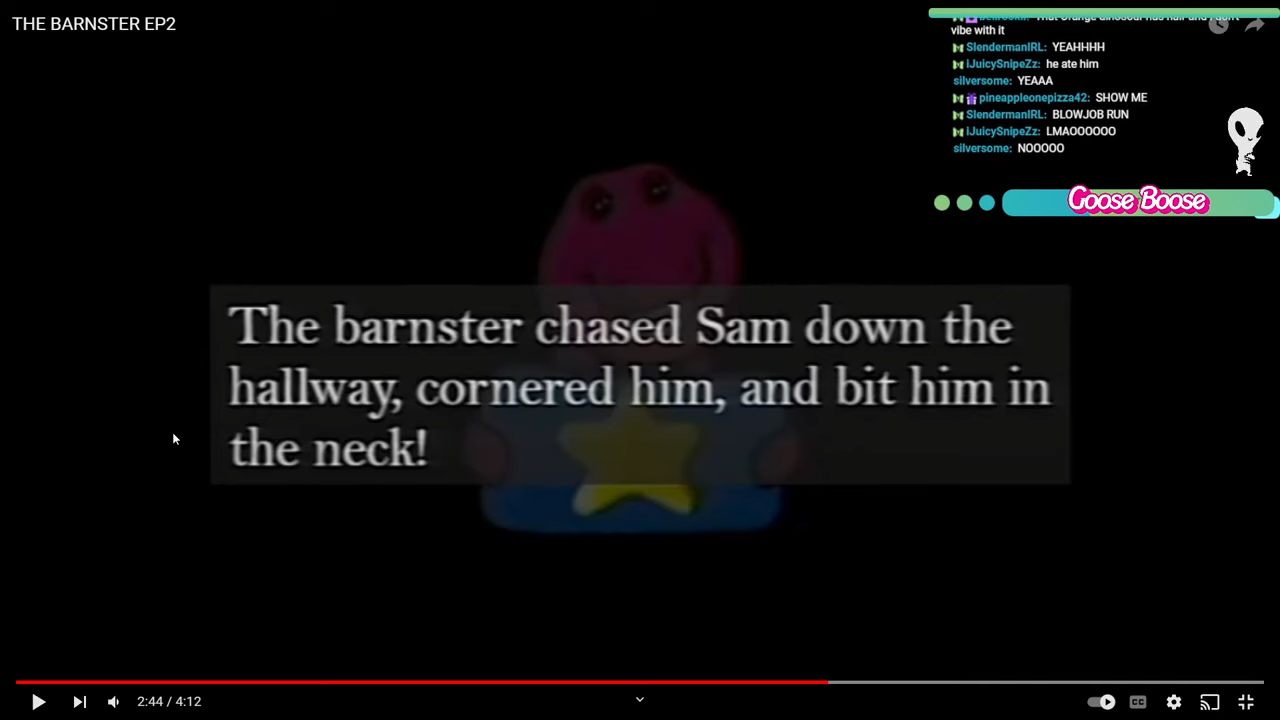 THE BARNSTER EP2
vibe with it
SlendermanIRL: YEAHHHH
iJuicySnipeZz: he ate him
silversome: YEAAA
pineappleonepizza42: SHOW ME
SlendermanIRL: BLOWJOB RUN
iJuicySnipeZz: LMAOOOOOO
silversome: NOOOOO
Goose Boose
The barnster chased Sam down the
hallway, cornered him, and bit him in
the neck!
2:44 / 4:12
CC